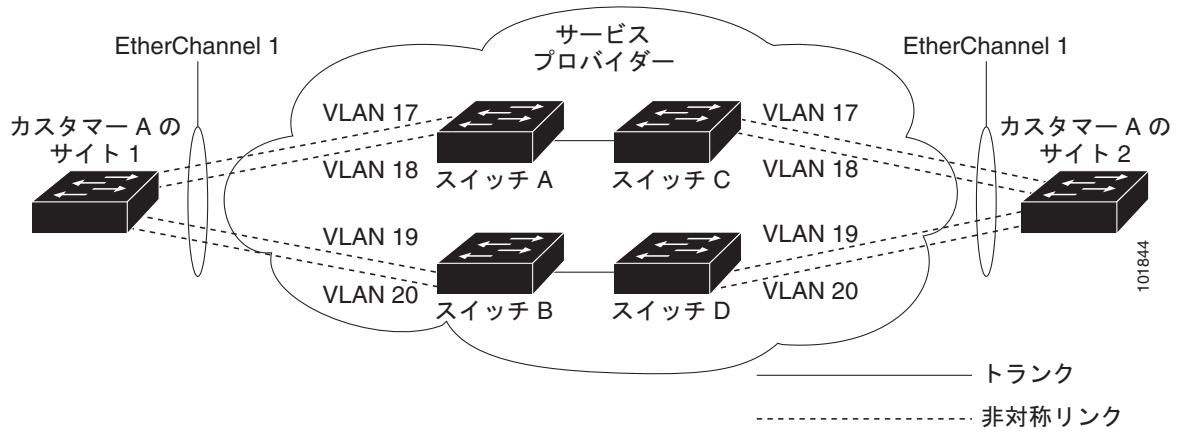 EtherChannel 1
サービス
プロバイダー
EtherChannel 1
カスタマー A の
サイト 1
VLAN 17
VLAN 18
スイッチ A
スイッチ C
VLAN 17
VLAN 18
カスタマー A の
サイト 2
VLAN 19
VLAN 20
スイッチ B
スイッチ D
VLAN 19
VLAN 20
101844
トランク
非対称リンク